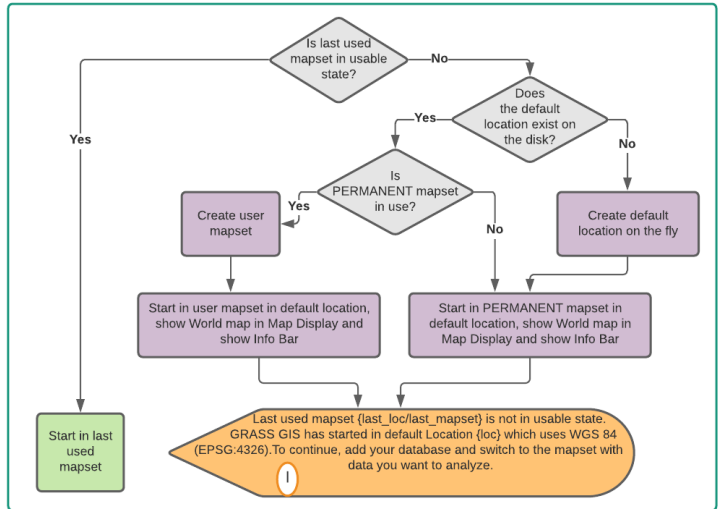 Is last used
mapset in usable
state?
No
Does
the default
location exist on
the disk?
Yes
Yes
No
Is
PERMANENT mapset
in use?
Yes
No
Create user
mapset
Create default
location on the fly
Start in user mapset in default location,
show World map in Map Display and
show Info Bar
Start in PERMANENT mapset in
default location, show World map in
Map Display and show Info Bar
Start in last
used
mapset
Last used mapset {last_loc/last_mapset} is not in usable state.
GRASS GIS has started in default Location {loc} which uses WGS 84
(EPSG:4326).To continue, add your database and switch to the mapset with
data you want to analyze.
I